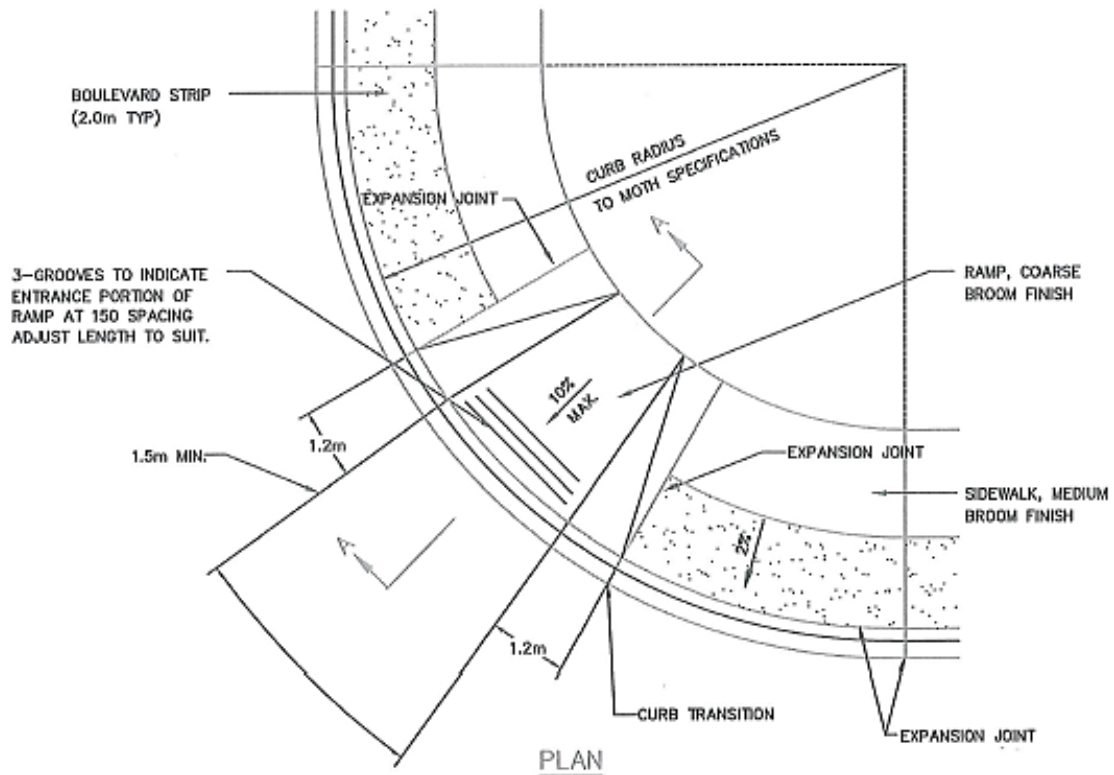 BOULEVARD STRIP
(2.0m TYP)
CURB RADIUS
TO MOTH SPECIFICATIONS
EXPANSION JOINT
A
3-GROOVES TO INDICATE
ENTRANCE PORTION OF
RAMP AT 150 SPACING
ADJUST LENGTH TO SUIT.
RAMP, COARSE
BROOM FINISH
10%
MAX.
1.2m
1.5m MIN.
EXPANSION JOINT
SIDEWALK, MEDIUM
BROOM FINISH
2%
A
1.2m
CURB TRANSITION
EXPANSION JOINT
PLAN